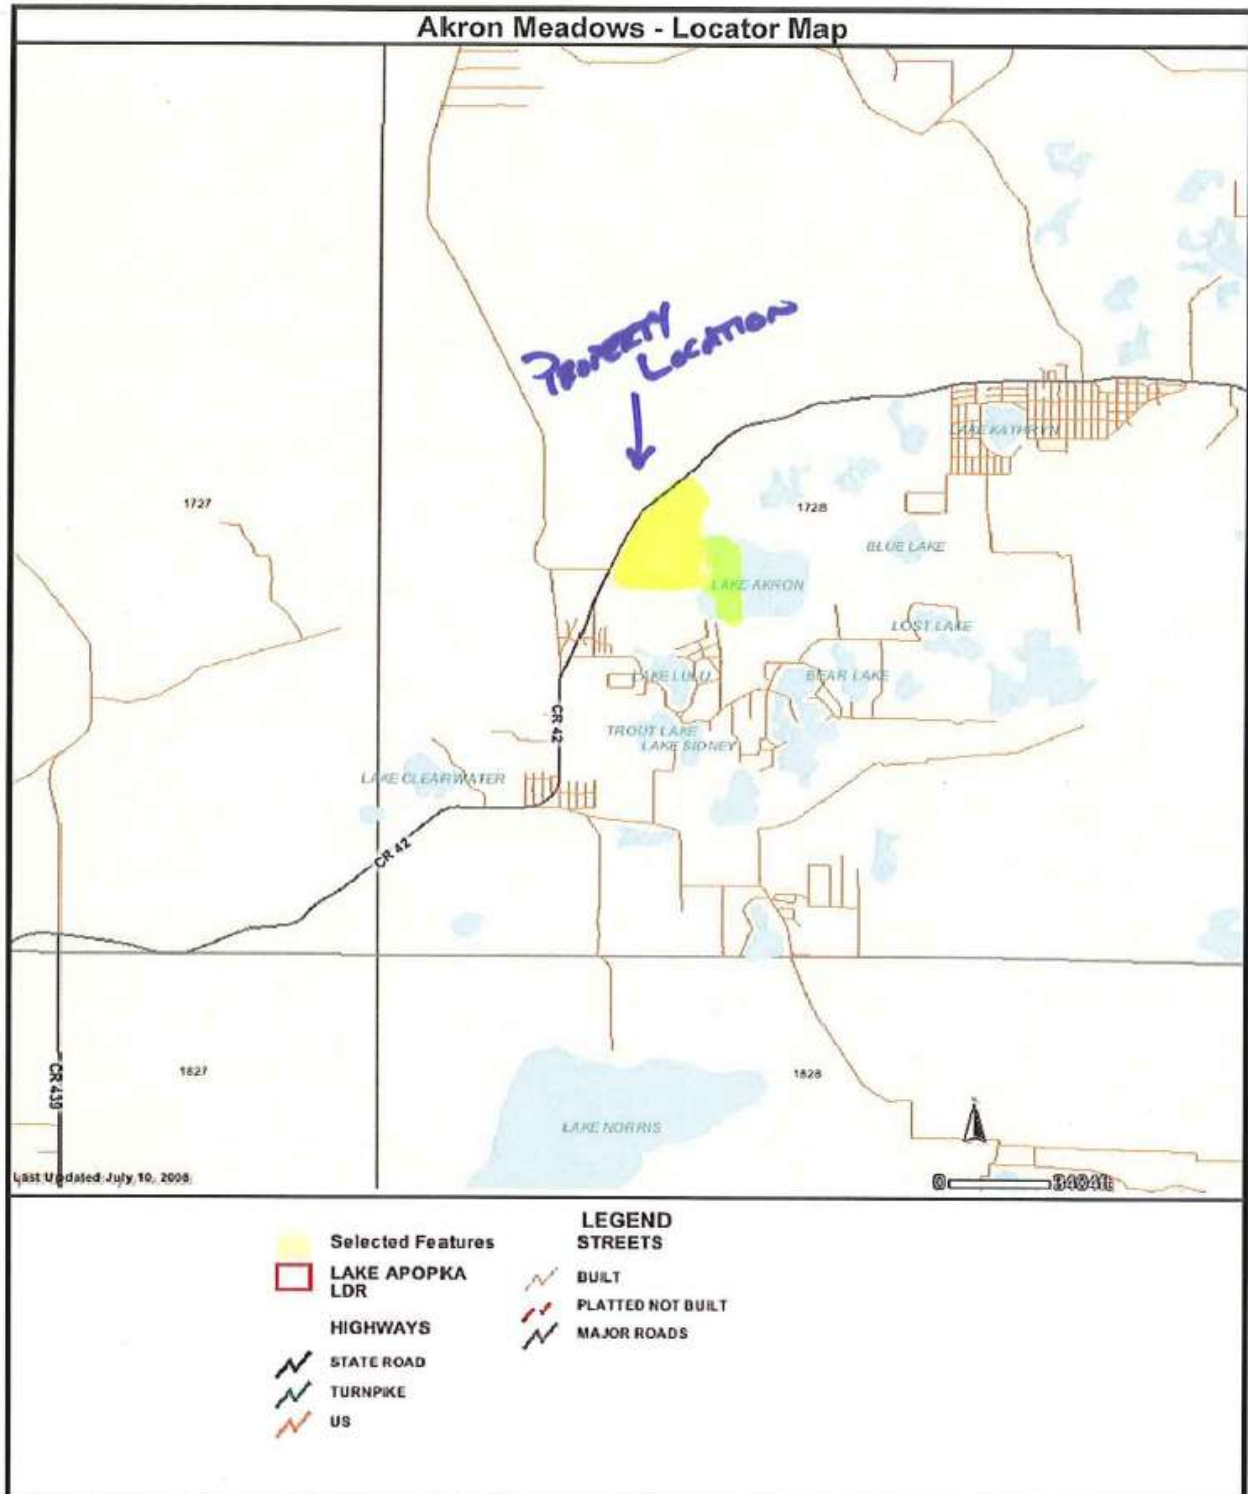 Akron Meadows - Locator Map
PROPERTY
LOCATION
LAKE KATHRYN
1727
1728
BLUE LAKE
LAKE AKRON
LOST LAKE
LAKE LULU
BEAR LAKE
CR 42
TROUT LAKE
LAKE SIDNEY
LAKE CLEARWATER
CR 42
1827
1828
CR 439
LAKE NORRIS
N
Last Updated July 10, 2008
0 3404ft
LEGEND
Selected Features
LAKE APOPKA
LDR
HIGHWAYS
STATE ROAD
TURNPIKE
US
STREETS
BUILT
PLATTED NOT BUILT
MAJOR ROADS